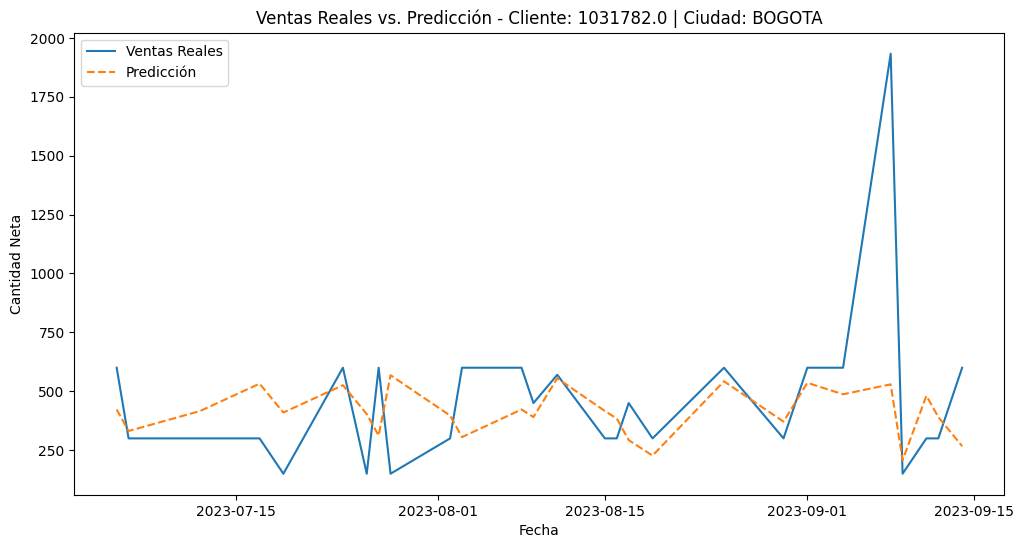 Ventas Reales vs. Predicción - Cliente: 1031782.0 | Ciudad: BOGOTA
Ventas Reales
Predicción
Cantidad Neta
2000
1750
1500
1250
1000
750
500
250
2023-07-15
2023-08-01
2023-08-15
2023-09-01
2023-09-15
Fecha